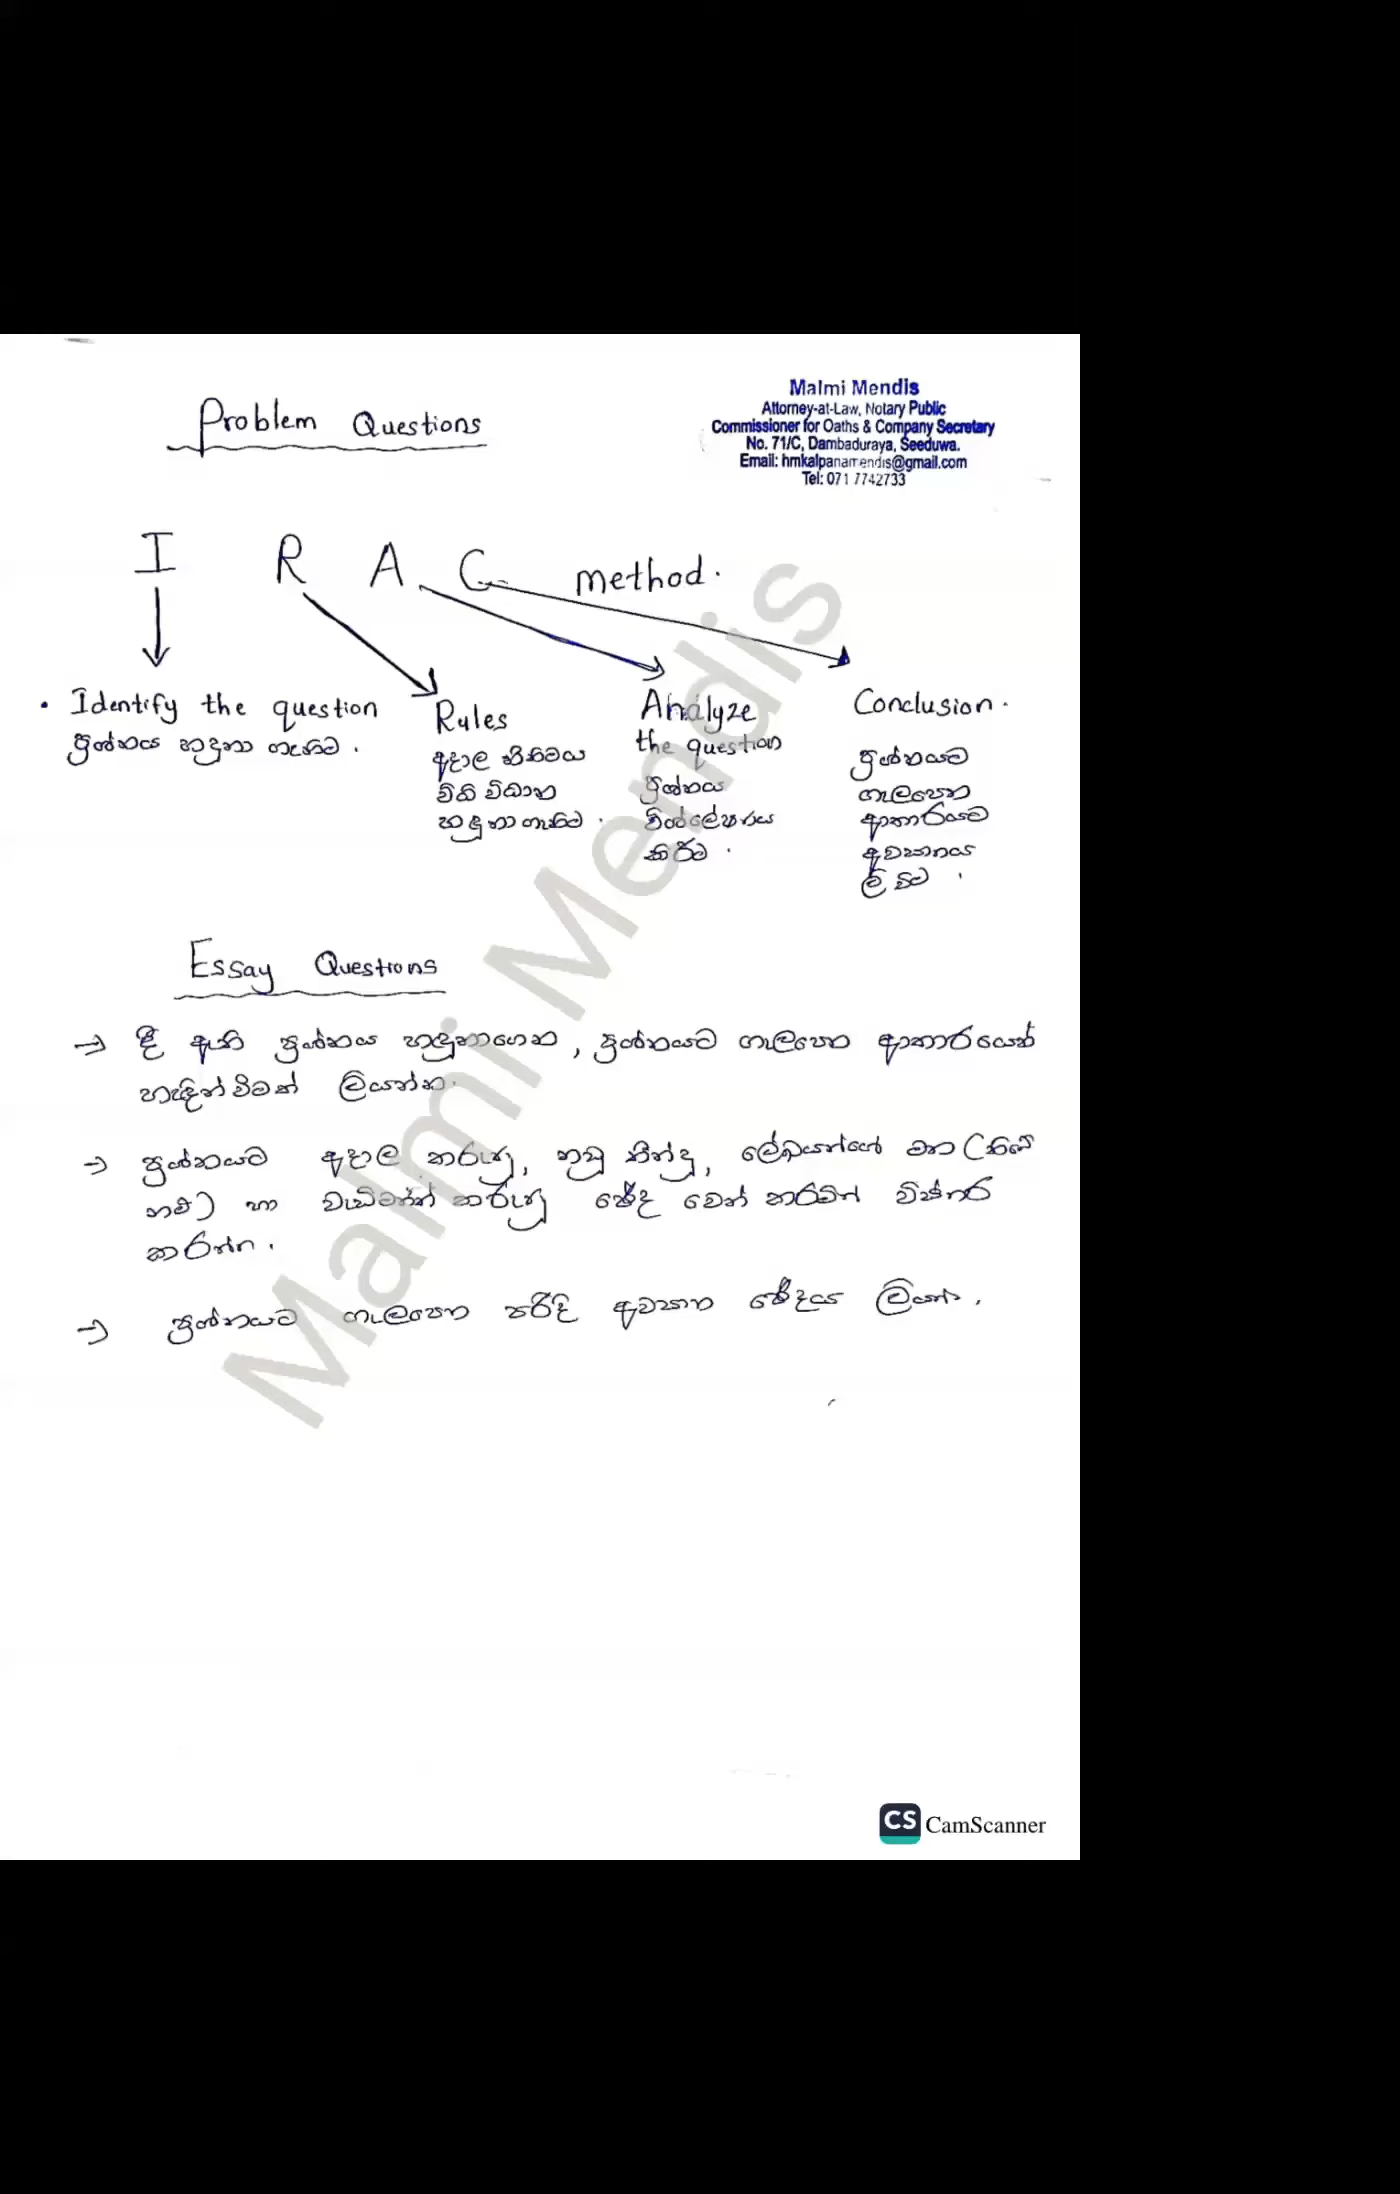 Malmi Mendis
Attorney-at-Law, Notary Public
Commissioner for Oaths & Company Secretary
No. 71/C, Dambaduraya, Seeduwa.
Email: hmkalpanamendis@gmail.com
Tel: 071 7742733
Problem Questions
I R A C method.
• Identify the question
ප්‍රශ්නය හදුනා ගැනීම.
Rules
අදාල නීතිමය
විධි විධාන
හඳුනා ගැනීම.
Analyze
the question
ප්‍රශ්නය
විශ්ලේෂණය
කිරීම.
Conclusion.
ප්‍රශ්නයට
ගැලපෙන
ආකාරයට
අවසානය
ලිවීම.
Essay Questions
→ දී ඇති ප්‍රශ්නය හඳුනාගෙන, ප්‍රශ්නයට ගැලපෙන ආකාරයෙන්
හැඳින්වීමක් ලියන්න.
→ ප්‍රශ්නයට අදාල කරුණු, නඩු තීන්දු, ලේඛකයන්ගේ මත (තිබේ
නම්) හා වැඩිමනත් කරුණු ඡේද වෙන් කරමින් විස්තර
කරන්න.
→ ප්‍රශ්නයට ගැලපෙන පරිදි අවසාන ඡේදය ලියන්න.
Malmi Mendis
CS CamScanner